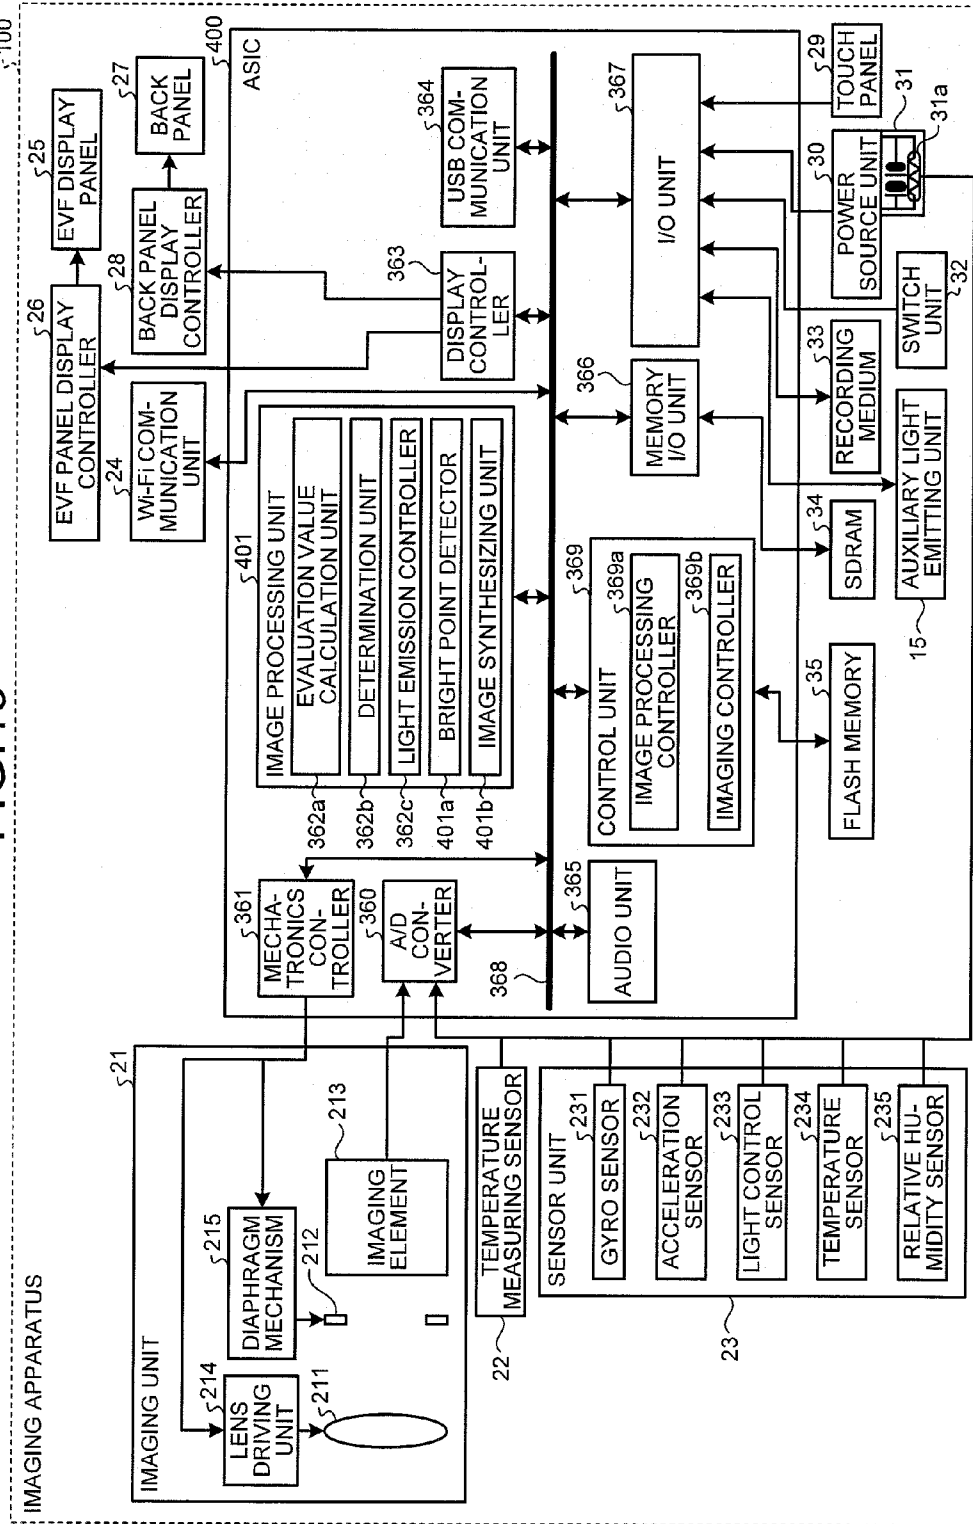 IMAGING APPARATUS
100
IMAGING UNIT
21
LENS
DRIVING
UNIT
214
211
DIAPHRAGM
MECHANISM
215
212
IMAGING
ELEMENT
213
TEMPERATURE
MEASURING SENSOR
22
SENSOR UNIT
23
GYRO SENSOR
231
ACCELERATION
SENSOR
232
LIGHT CONTROL
SENSOR
233
TEMPERATURE
SENSOR
234
RELATIVE HU-
MIDITY SENSOR
235
ASIC
400
MECHA-
TRONICS
CON-
TROLLER
361
A/D
CON-
VERTER
360
368
AUDIO UNIT
365
IMAGE PROCESSING UNIT
401
EVALUATION VALUE
CALCULATION UNIT
362a
DETERMINATION UNIT
362b
LIGHT EMISSION CONTROLLER
362c
BRIGHT POINT DETECTOR
401a
IMAGE SYNTHESIZING UNIT
401b
CONTROL UNIT
369
IMAGE PROCESSING
CONTROLLER
369a
IMAGING CONTROLLER
369b
DISPLAY
CONTROL-
LER
363
USB COM-
MUNICATION
UNIT
364
MEMORY
I/O UNIT
366
I/O UNIT
367
Wi-Fi COM-
MUNICATION
UNIT
24
EVF PANEL DISPLAY
CONTROLLER
26
EVF DISPLAY
PANEL
25
BACK PANEL
DISPLAY
CONTROLLER
28
BACK
PANEL
27
FLASH MEMORY
35
SDRAM
34
AUXILIARY LIGHT
EMITTING UNIT
15
RECORDING
MEDIUM
33
SWITCH
UNIT
32
POWER
SOURCE UNIT
30
31
31a
TOUCH
PANEL
29